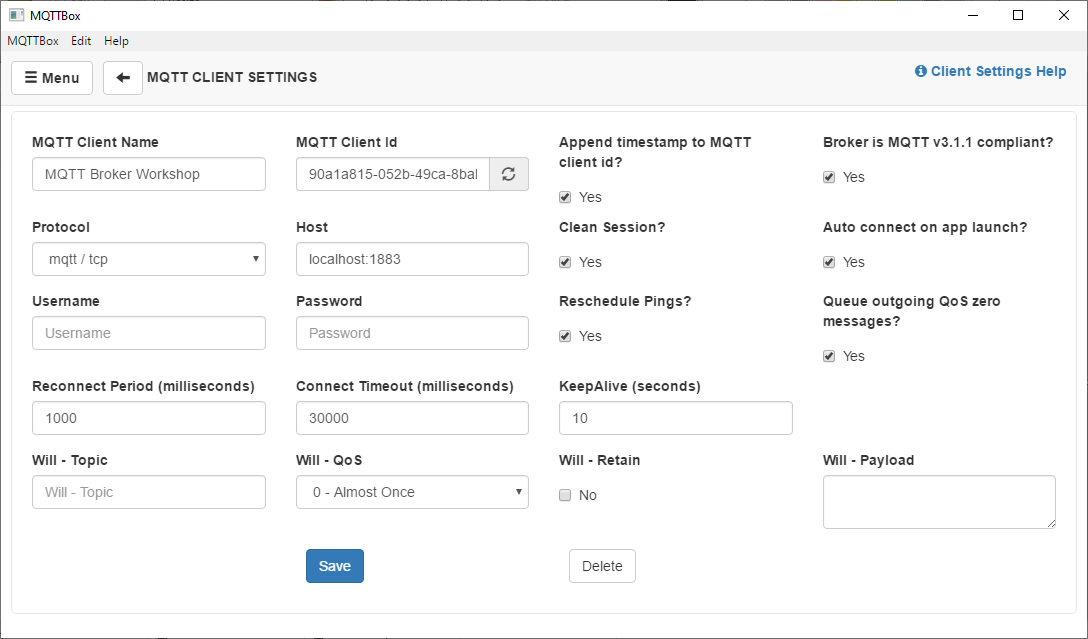 MQTTBox
MQTTBox Edit Help
Menu
MQTT CLIENT SETTINGS
Client Settings Help
MQTT Client Name
MQTT Client Id
Append timestamp to MQTT
client id?
Broker is MQTT v3.1.1 compliant?
MQTT Broker Workshop
90a1a815-052b-49ca-8bal
Yes
Yes
Protocol
Host
Clean Session?
Auto connect on app launch?
mqtt / tcp
localhost:1883
Yes
Yes
Username
Password
Reschedule Pings?
Queue outgoing QoS zero
messages?
Username
Password
Yes
Yes
Reconnect Period (milliseconds)
Connect Timeout (milliseconds)
KeepAlive (seconds)
1000
30000
10
Will - Topic
Will - QoS
Will - Retain
Will - Payload
Will - Topic
0 - Almost Once
No
Save
Delete